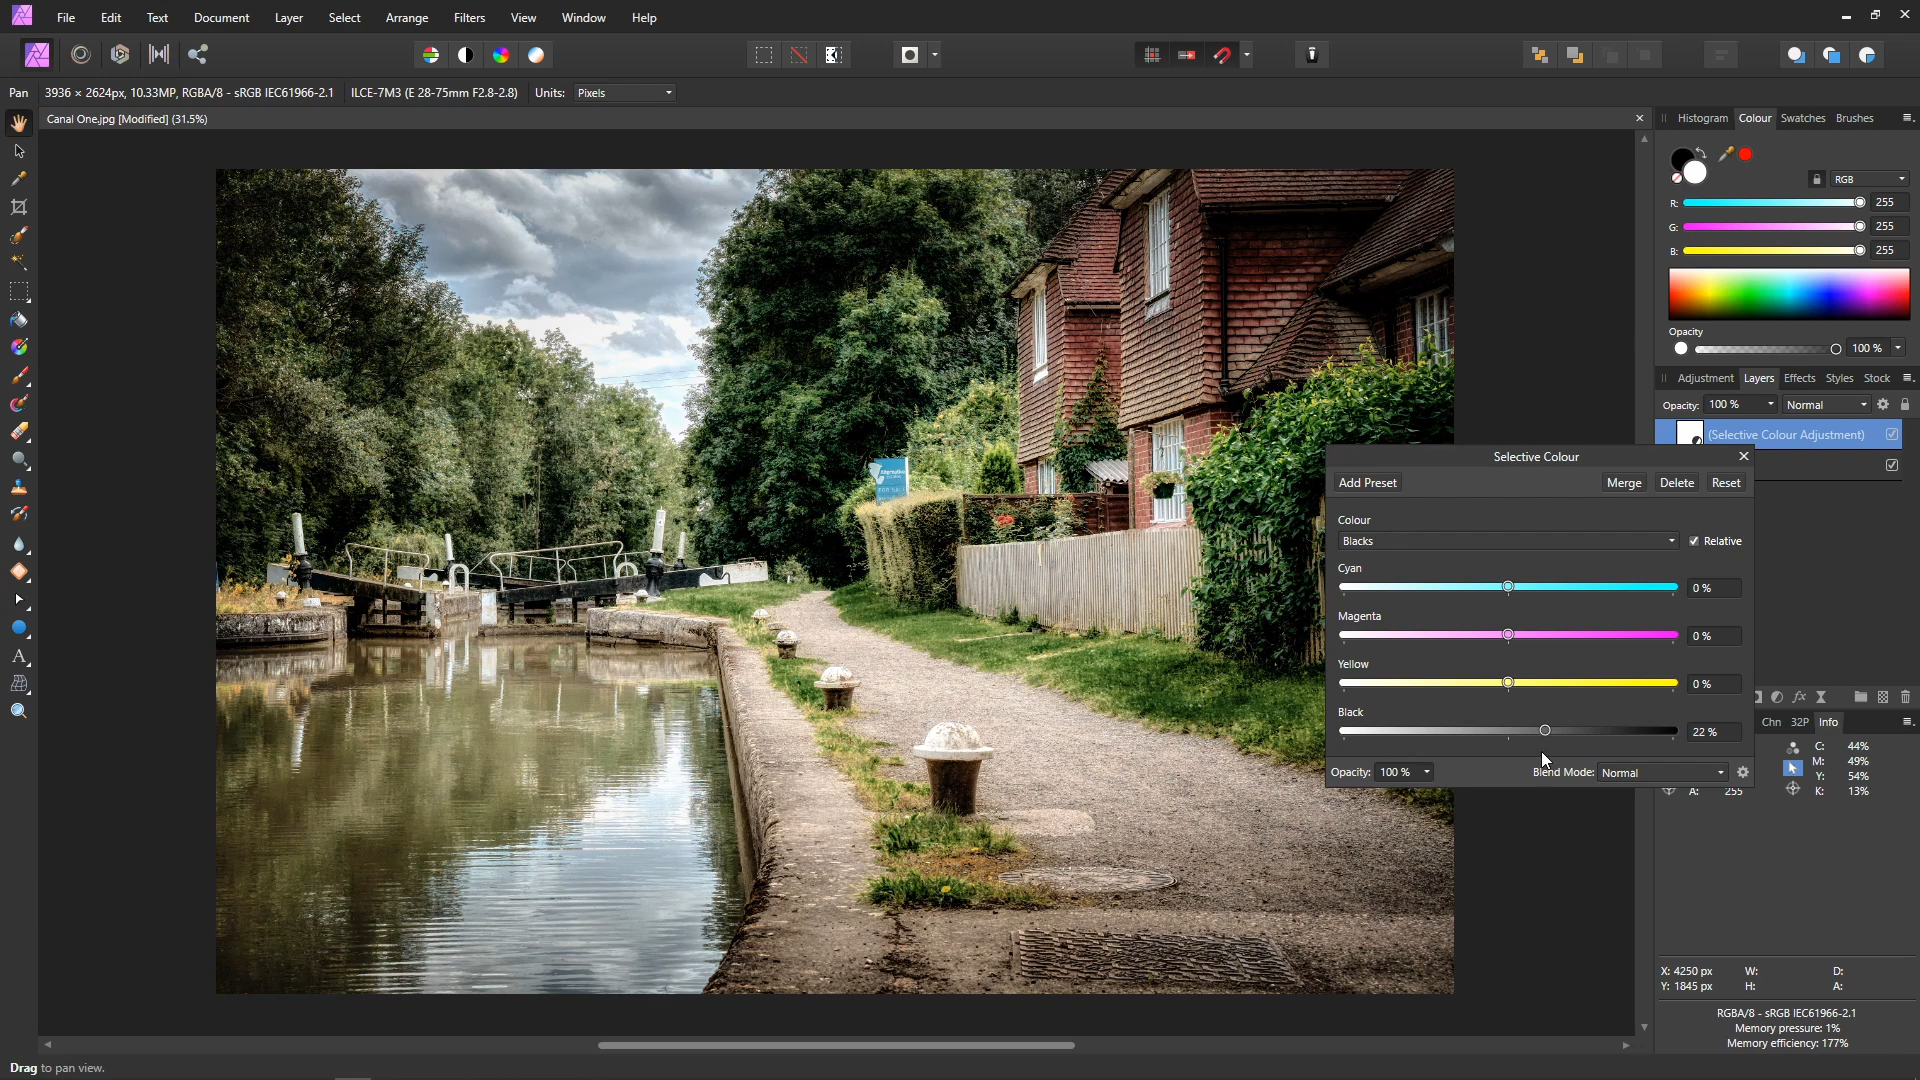 File Edit Text Document Layer Select Arrange Filters View Window Help
Pan 3936 × 2624px, 10.33MP, RGBA/8 - sRGB IEC61966-2.1 ILCE-7M3 (E 28-75mm F2.8-2.8) Units: Pixels
Canal One.jpg [Modified] (31.5%)
Histogram Colour Swatches Brushes
RGB
R: 255
G: 255
B: 255
Opacity
100 %
Adjustment Layers Effects Styles Stock
Opacity: 100 % Normal
(Selective Colour Adjustment)
Selective Colour
Add Preset Merge Delete Reset
Colour
Blacks Relative
Cyan
0 %
Magenta
0 %
Yellow
0 %
Black
22 %
Opacity: 100 % Blend Mode: Normal
FOR SALE
Chn 32P Info
C: 44%
M: 49%
Y: 54%
A: 255 K: 13%
X: 4250 px W: D:
Y: 1845 px H: A:
RGBA/8 - sRGB IEC61966-2.1
Memory pressure: 1%
Memory efficiency: 177%
Drag to pan view.